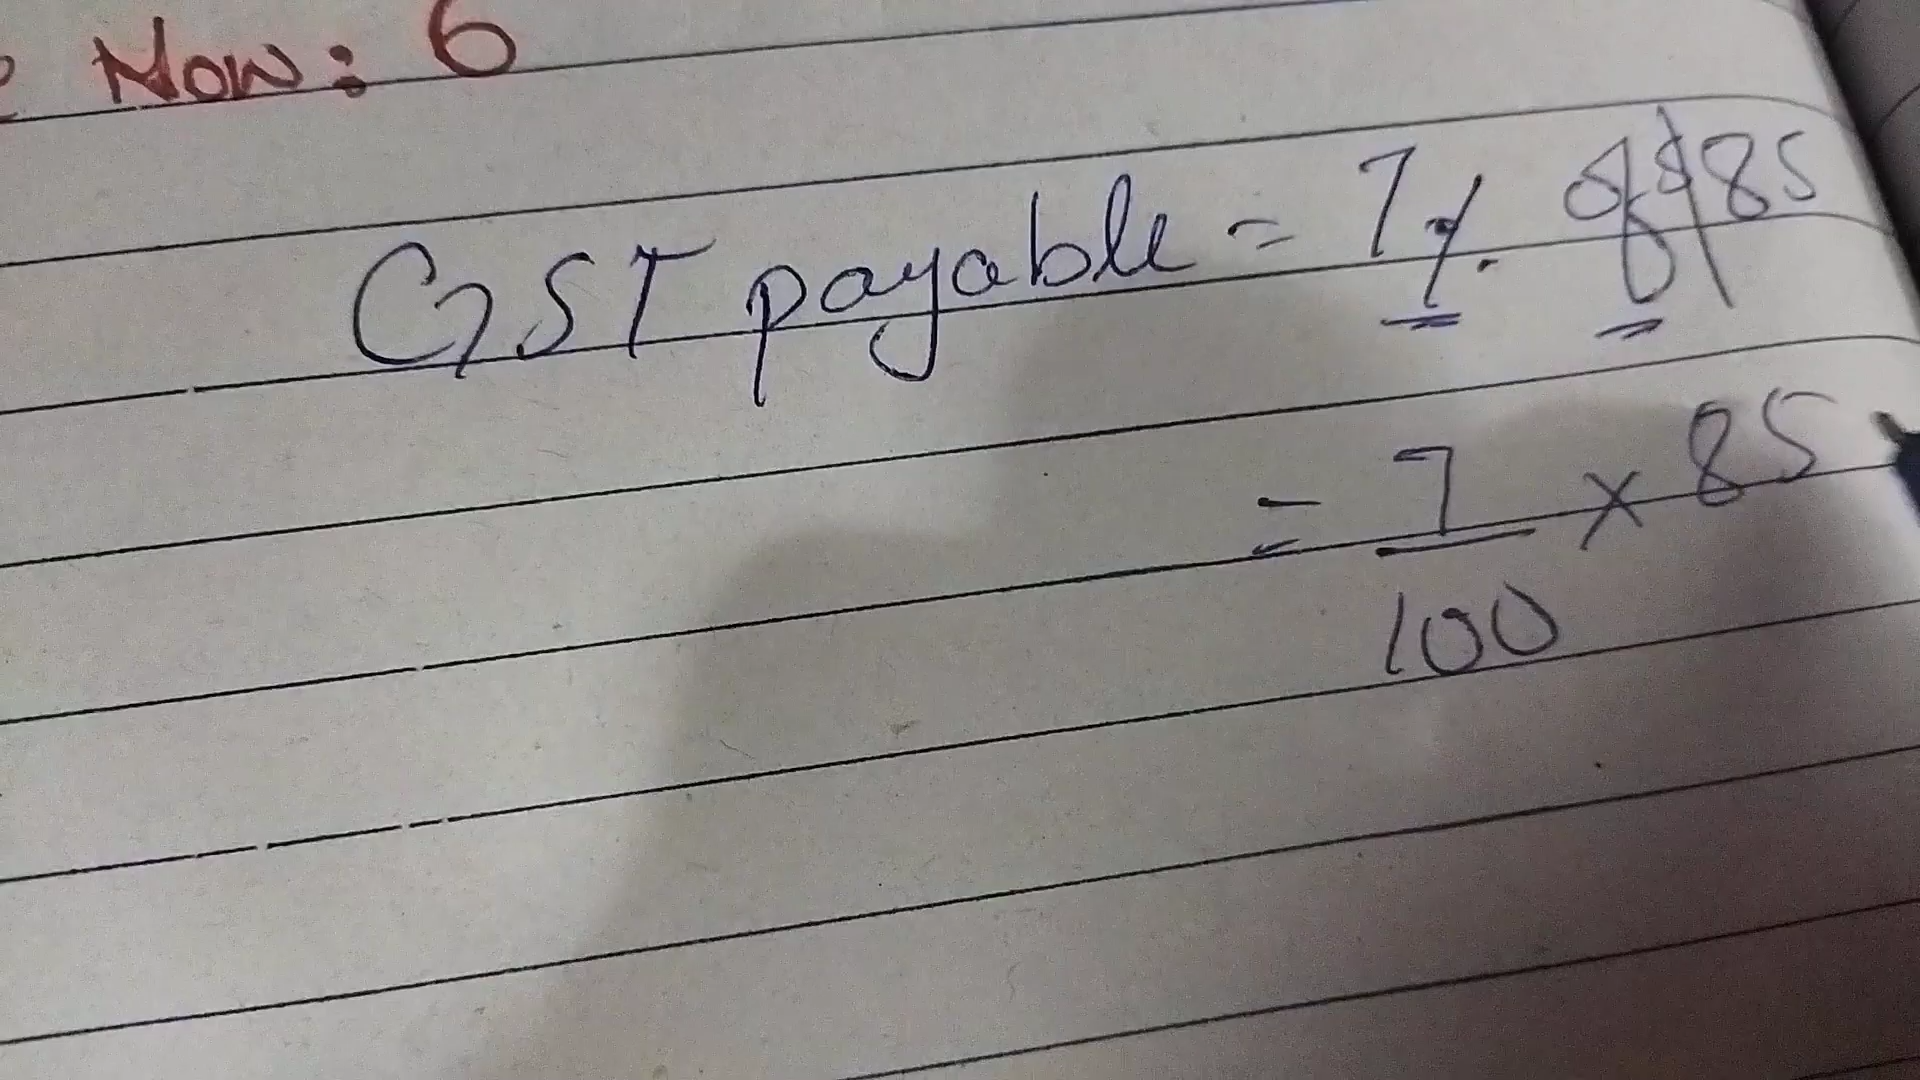 Now: 6
GST payable = 7% of $85
= 7/100 × 85